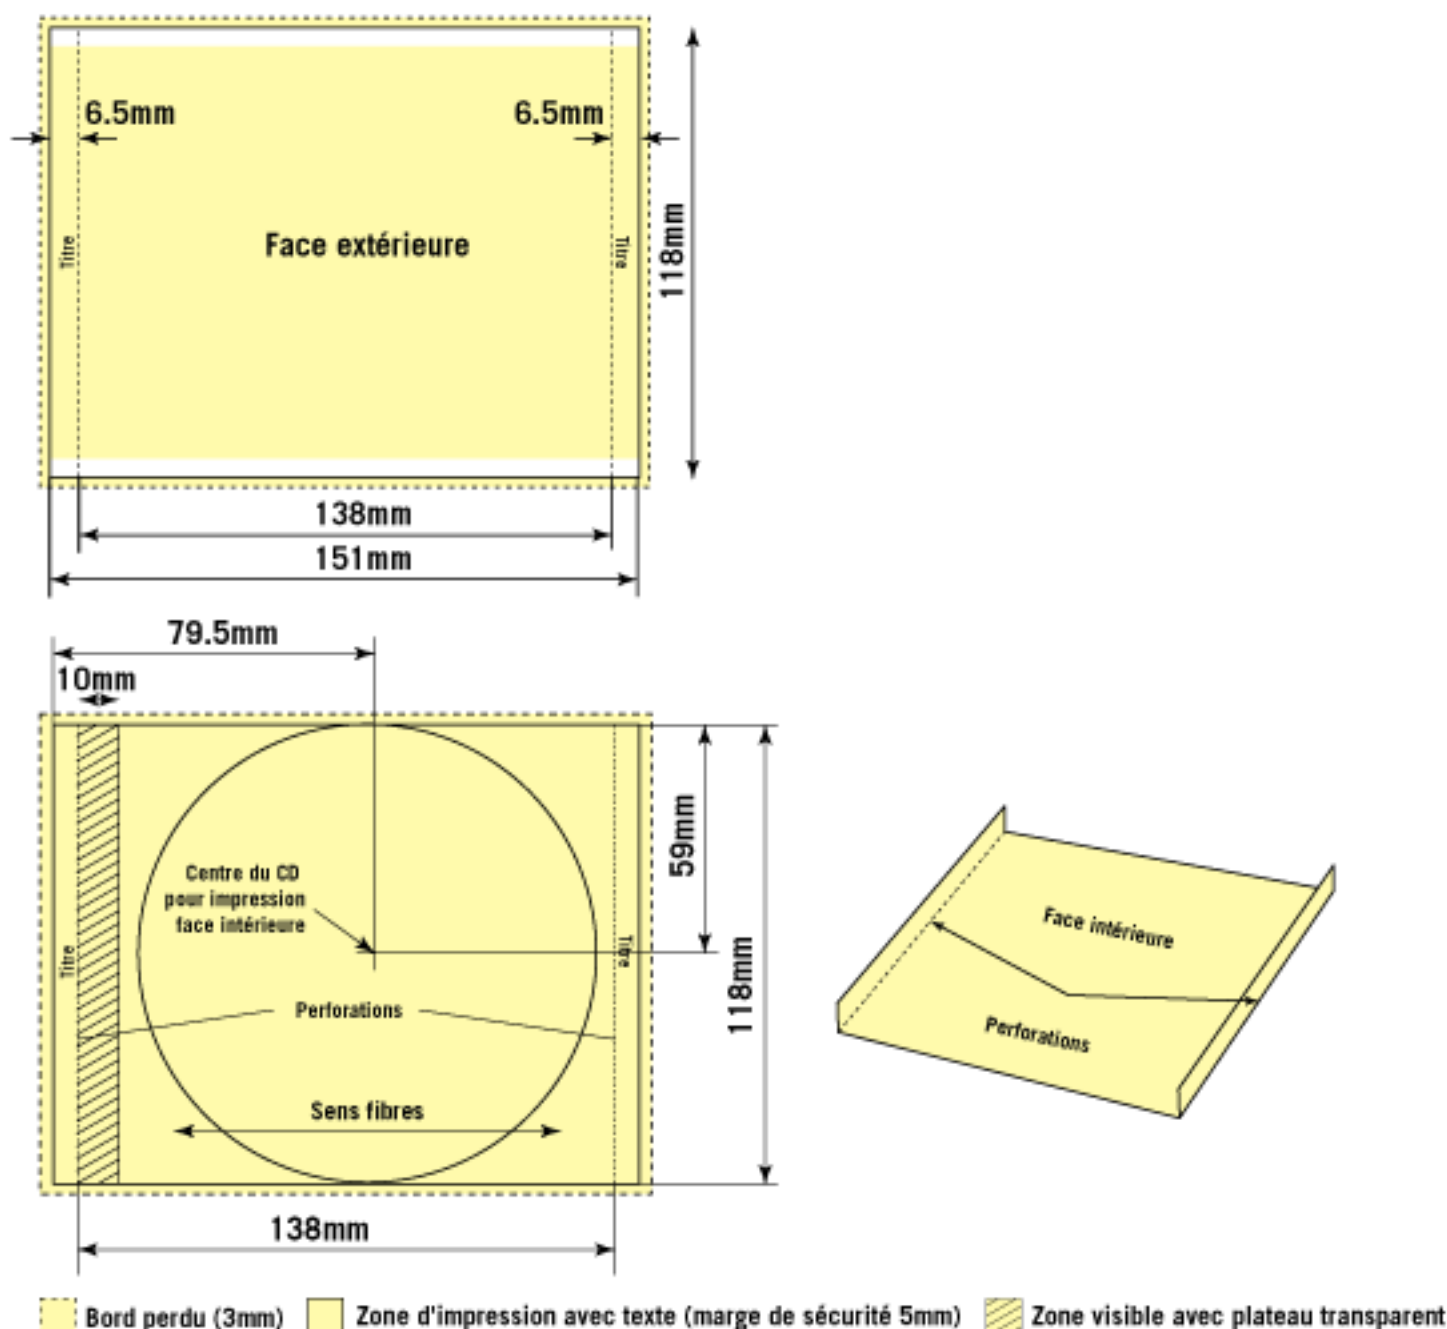 6.5mm
6.5mm
Titre
Face extérieure
Titre
118mm
138mm
151mm
79.5mm
10mm
59mm
118mm
Centre du CD
pour impression
face intérieure
Titre
Titre
Perforations
Sens fibres
138mm
Face intérieure
Perforations
Bord perdu (3mm)
Zone d'impression avec texte (marge de sécurité 5mm)
Zone visible avec plateau transparent